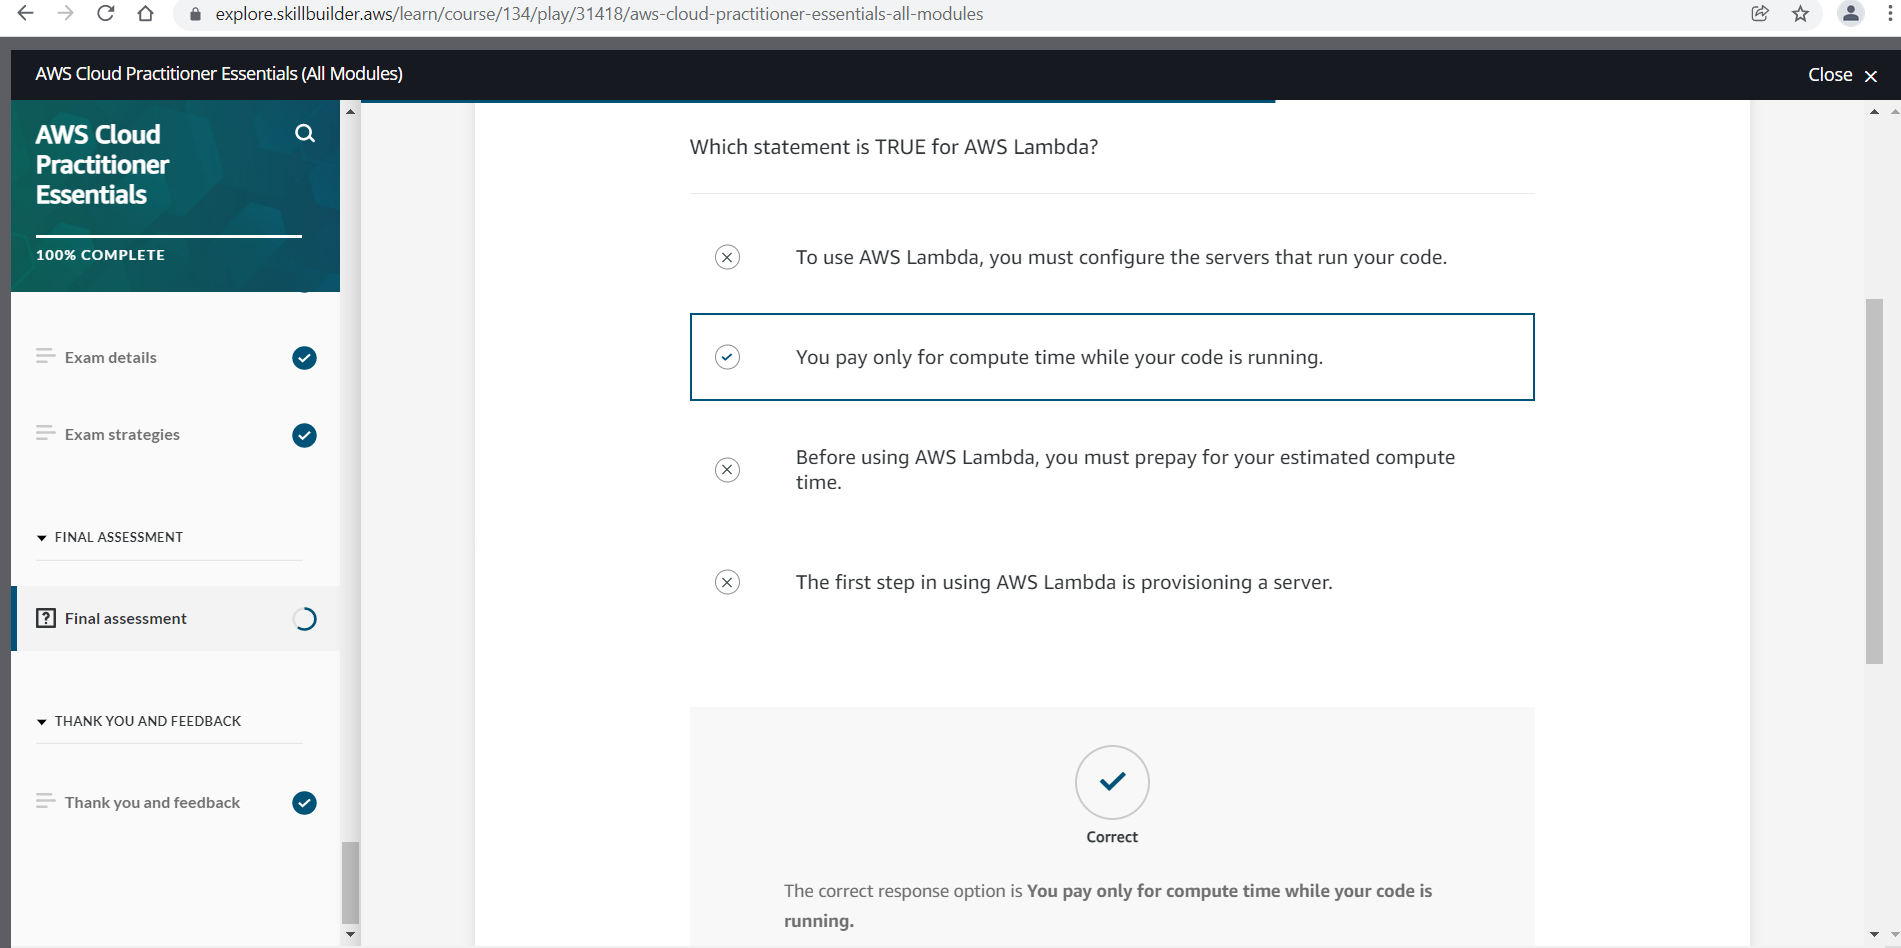 explore.skillbuilder.aws/learn/course/134/play/31418/aws-cloud-practitioner-essentials-all-modules
AWS Cloud Practitioner Essentials (All Modules)
Close
AWS Cloud
Practitioner
Essentials
100% COMPLETE
Exam details
Exam strategies
FINAL ASSESSMENT
Final assessment
THANK YOU AND FEEDBACK
Thank you and feedback
Which statement is TRUE for AWS Lambda?
To use AWS Lambda, you must configure the servers that run your code.
You pay only for compute time while your code is running.
Before using AWS Lambda, you must prepay for your estimated compute
time.
The first step in using AWS Lambda is provisioning a server.
Correct
The correct response option is You pay only for compute time while your code is
running.